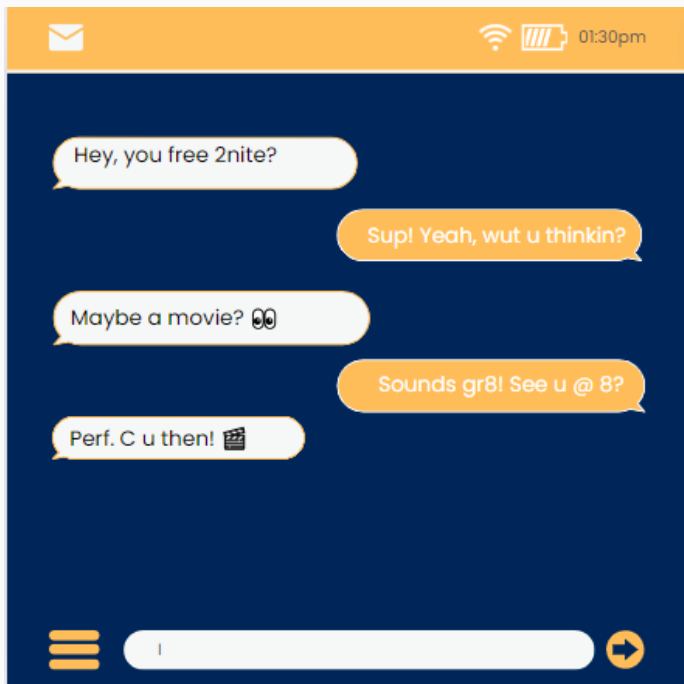 01:30pm
Hey, you free 2nite?
Sup! Yeah, wut u thinkin?
Maybe a movie? 👀
Sounds gr8! See u @ 8?
Perf. C u then! 🎬